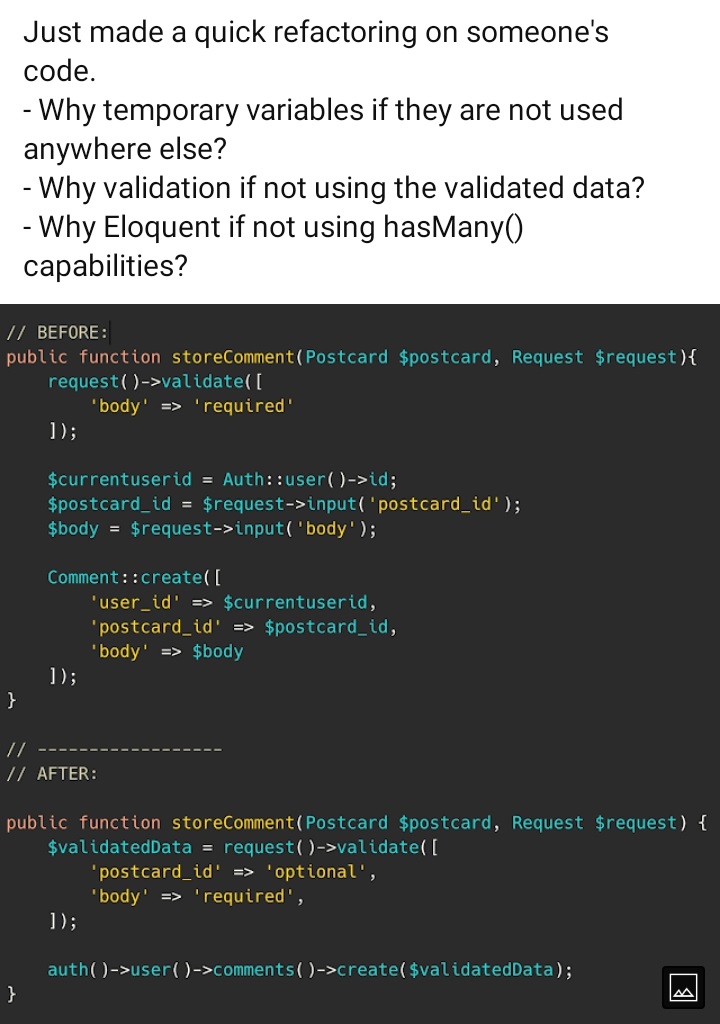 Just made a quick refactoring on someone's
code.
- Why temporary variables if they are not used
anywhere else?
- Why validation if not using the validated data?
- Why Eloquent if not using hasMany()
capabilities?
// BEFORE:
public function storeComment(Postcard $postcard, Request $request){
    request()->validate([
        'body' => 'required'
    ]);

    $currentuserid = Auth::user()->id;
    $postcard_id = $request->input('postcard_id');
    $body = $request->input('body');

    Comment::create([
        'user_id' => $currentuserid,
        'postcard_id' => $postcard_id,
        'body' => $body
    ]);
}

// ------------------
// AFTER:

public function storeComment(Postcard $postcard, Request $request) {
    $validatedData = request()->validate([
        'postcard_id' => 'optional',
        'body' => 'required',
    ]);

    auth()->user()->comments()->create($validatedData);
}